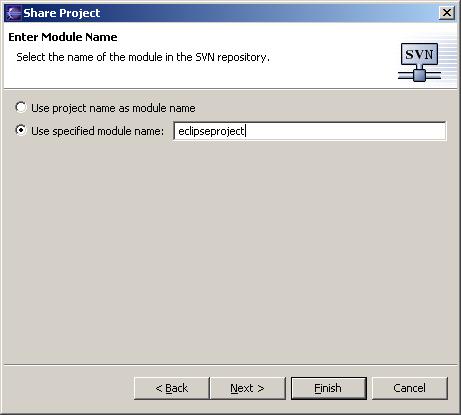 Share Project
Enter Module Name
Select the name of the module in the SVN repository.
SVN
Use project name as module name
Use specified module name: eclipseproject
< Back Next > Finish Cancel